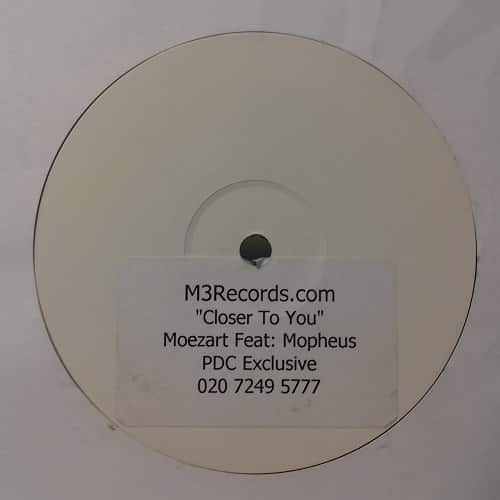 M3Records.com
"Closer To You"
Moezart Feat: Mopheus
PDC Exclusive
020 7249 5777